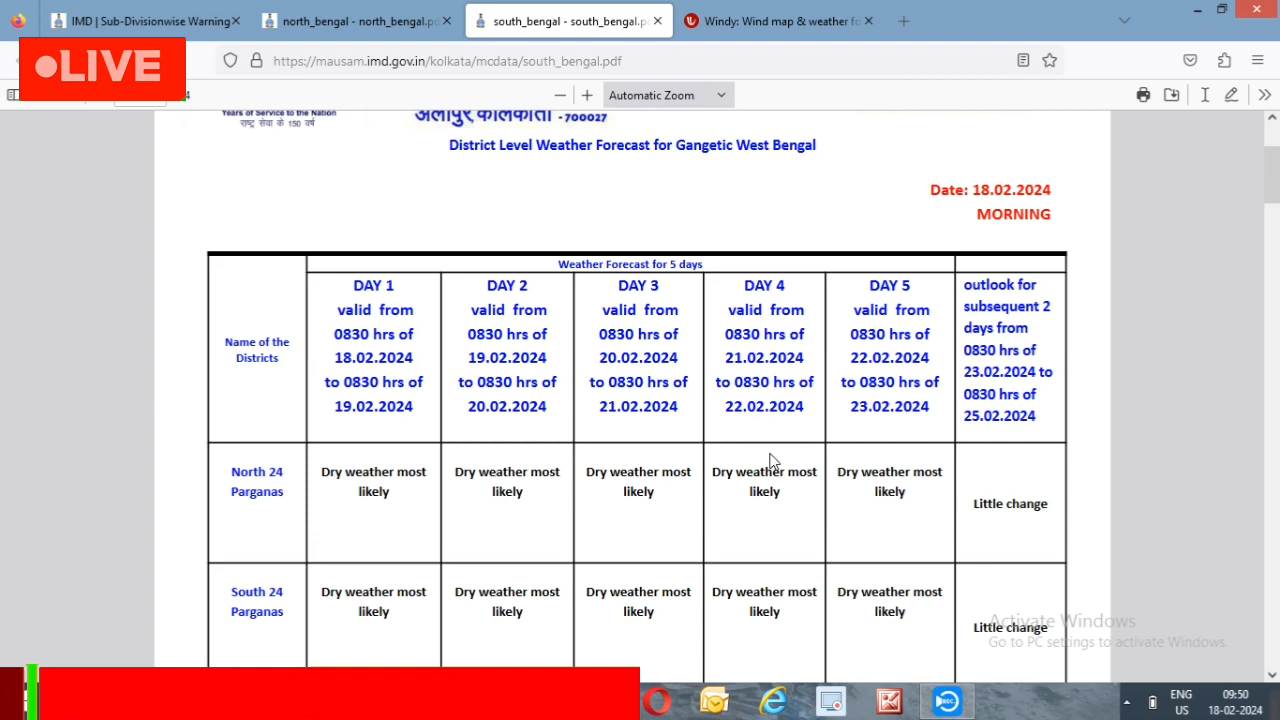 IMD | Sub-Divisionwise Warning
north_bengal - north_bengal.pd
south_bengal - south_bengal.pd
Windy: Wind map & weather fo
LIVE
https://mausam.imd.gov.in/kolkata/mcdata/south_bengal.pdf
4
Automatic Zoom
Years of Service to the Nation
राष्ट्र सेवा के 150 वर्ष
अलीपुर कोलकाता -700027
District Level Weather Forecast for Gangetic West Bengal
Date: 18.02.2024
MORNING
Name of the
Districts
Weather Forecast for 5 days
DAY 1
valid from
0830 hrs of
18.02.2024
to 0830 hrs of
19.02.2024
DAY 2
valid from
0830 hrs of
19.02.2024
to 0830 hrs of
20.02.2024
DAY 3
valid from
0830 hrs of
20.02.2024
to 0830 hrs of
21.02.2024
DAY 4
valid from
0830 hrs of
21.02.2024
to 0830 hrs of
22.02.2024
DAY 5
valid from
0830 hrs of
22.02.2024
to 0830 hrs of
23.02.2024
outlook for
subsequent 2
days from
0830 hrs of
23.02.2024 to
0830 hrs of
25.02.2024
North 24
Parganas
Dry weather most
likely
Dry weather most
likely
Dry weather most
likely
Dry weather most
likely
Dry weather most
likely
Little change
South 24
Parganas
Dry weather most
likely
Dry weather most
likely
Dry weather most
likely
Dry weather most
likely
Dry weather most
likely
Little change
Activate Windows
Go to PC settings to activate Windows.
REC
ENG
US
09:50
18-02-2024